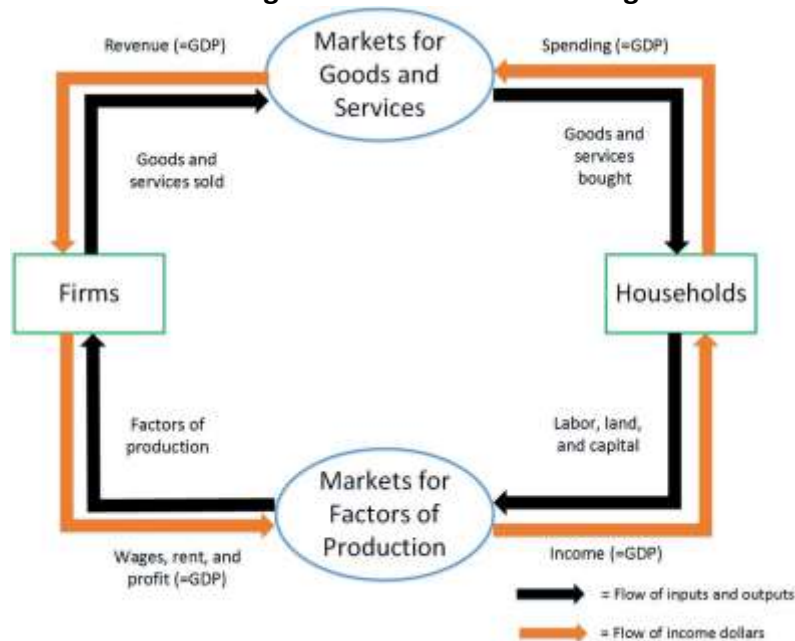 Revenue (=GDP)
Markets for
Goods and
Services
Spending (=GDP)
Goods and
services sold
Goods and
services
bought
Firms
Households
Factors of
production
Labor, land,
and capital
Markets for
Factors of
Production
Wages, rent, and
profit (=GDP)
Income (=GDP)
= Flow of inputs and outputs
= Flow of income dollars